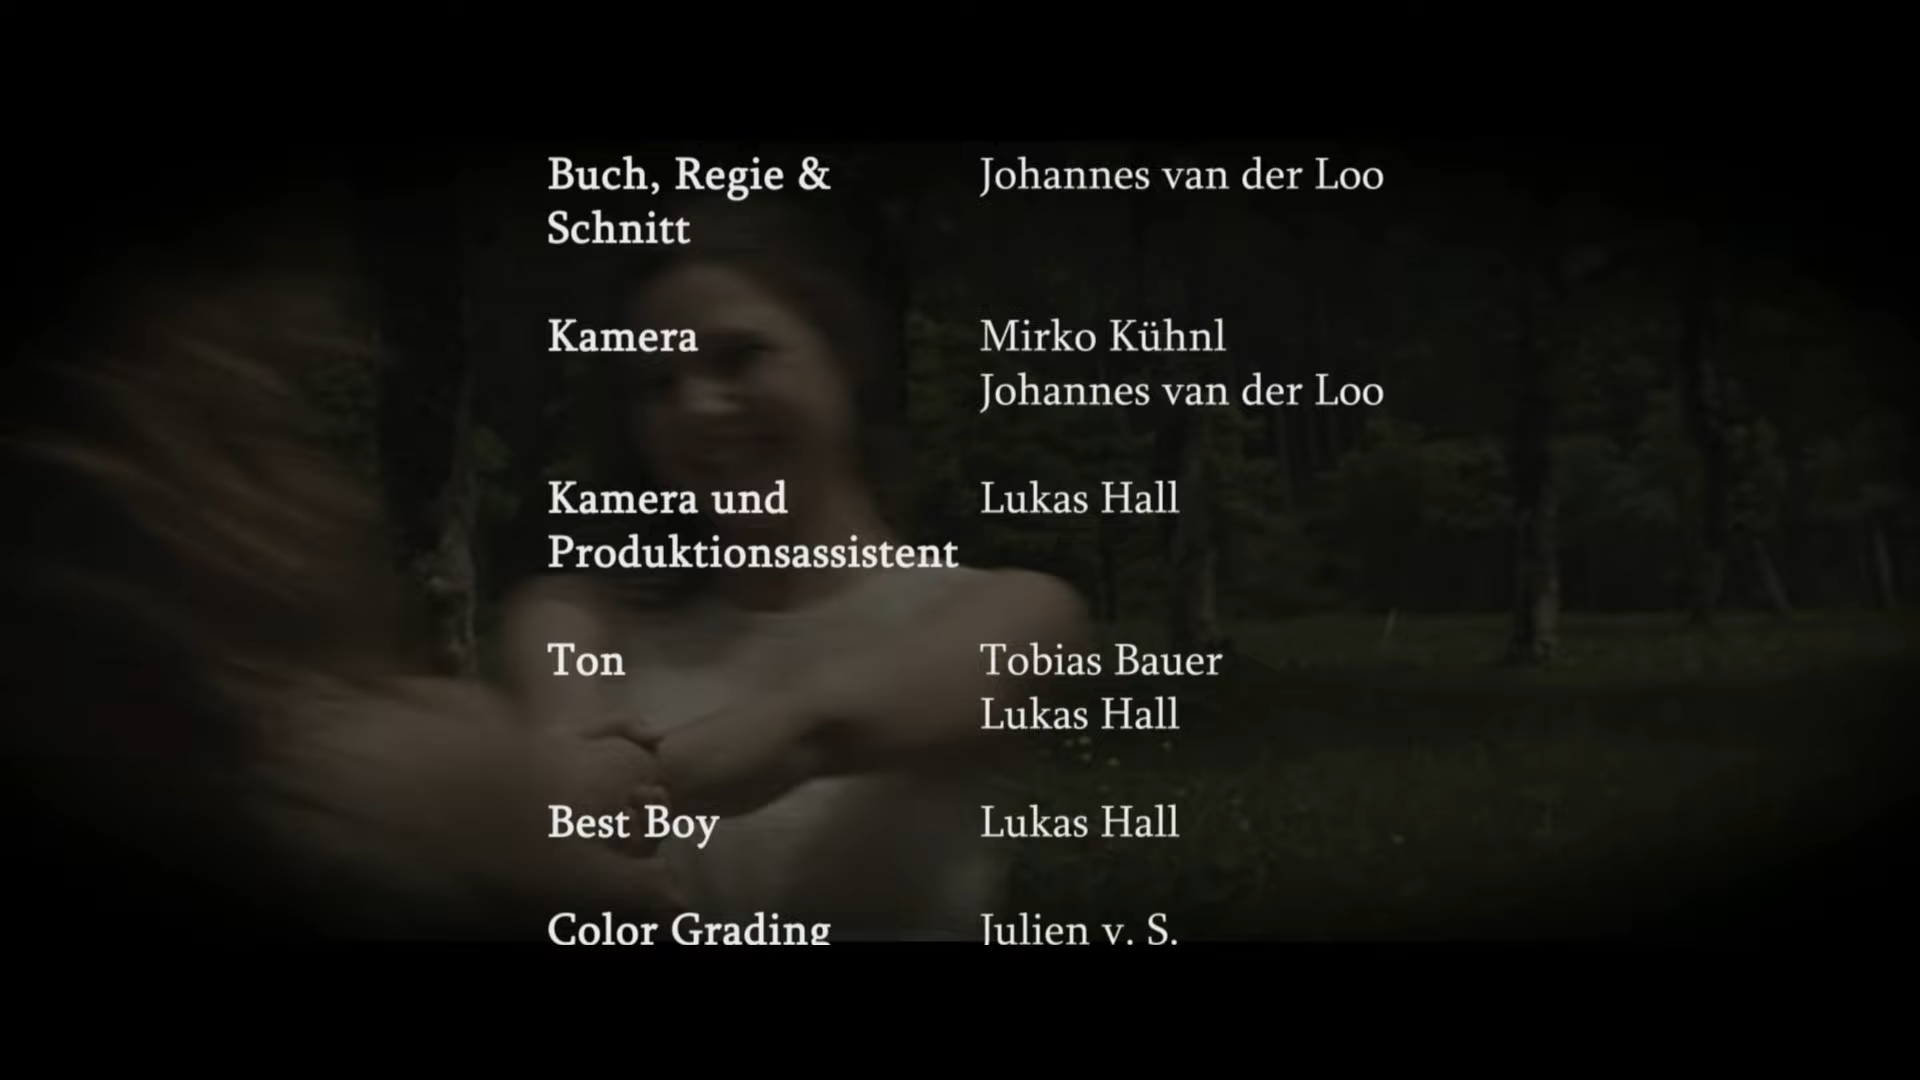 Buch, Regie & Johannes van der Loo
Schnitt
Kamera Mirko Kühnl
Johannes van der Loo
Kamera und Lukas Hall
Produktionsassistent
Ton Tobias Bauer
Lukas Hall
Best Boy Lukas Hall
Color Grading Julien v. S.